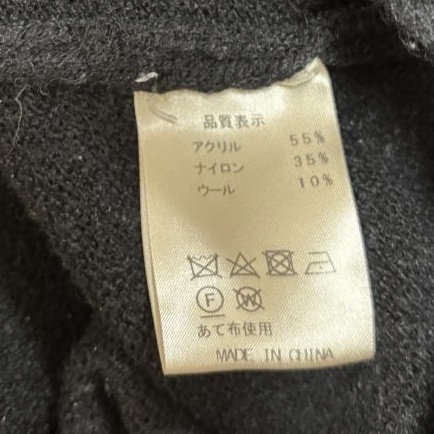 品質表示
アクリル 55%
ナイロン 35%
ウール 10%
F W
あて布使用
MADE IN CHINA